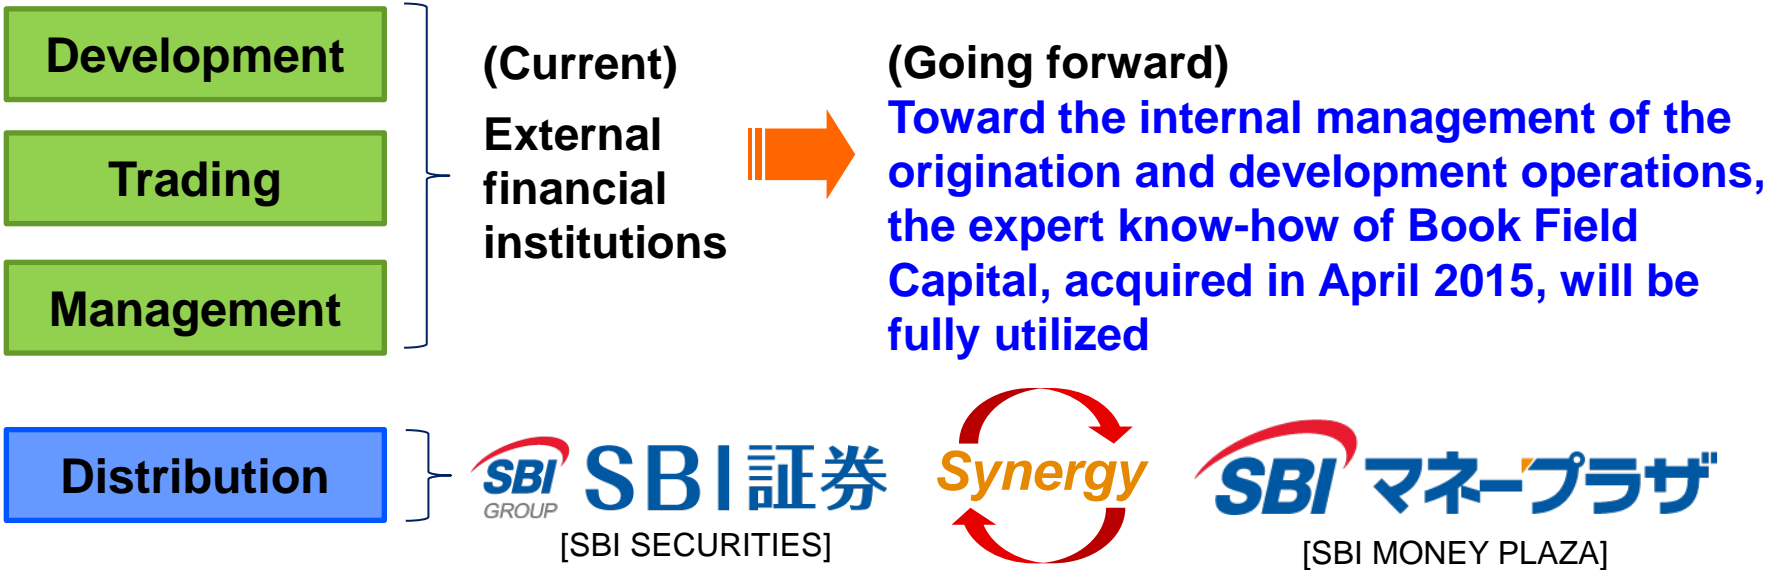 Development
Trading
Management
(Current)
External
financial
institutions
(Going forward)
Toward the internal management of the
origination and development operations,
the expert know-how of Book Field
Capital, acquired in April 2015, will be
fully utilized
Distribution
SBI
GROUP
SBI証券
[SBI SECURITIES]
Synergy
SBI マネープラザ
[SBI MONEY PLAZA]